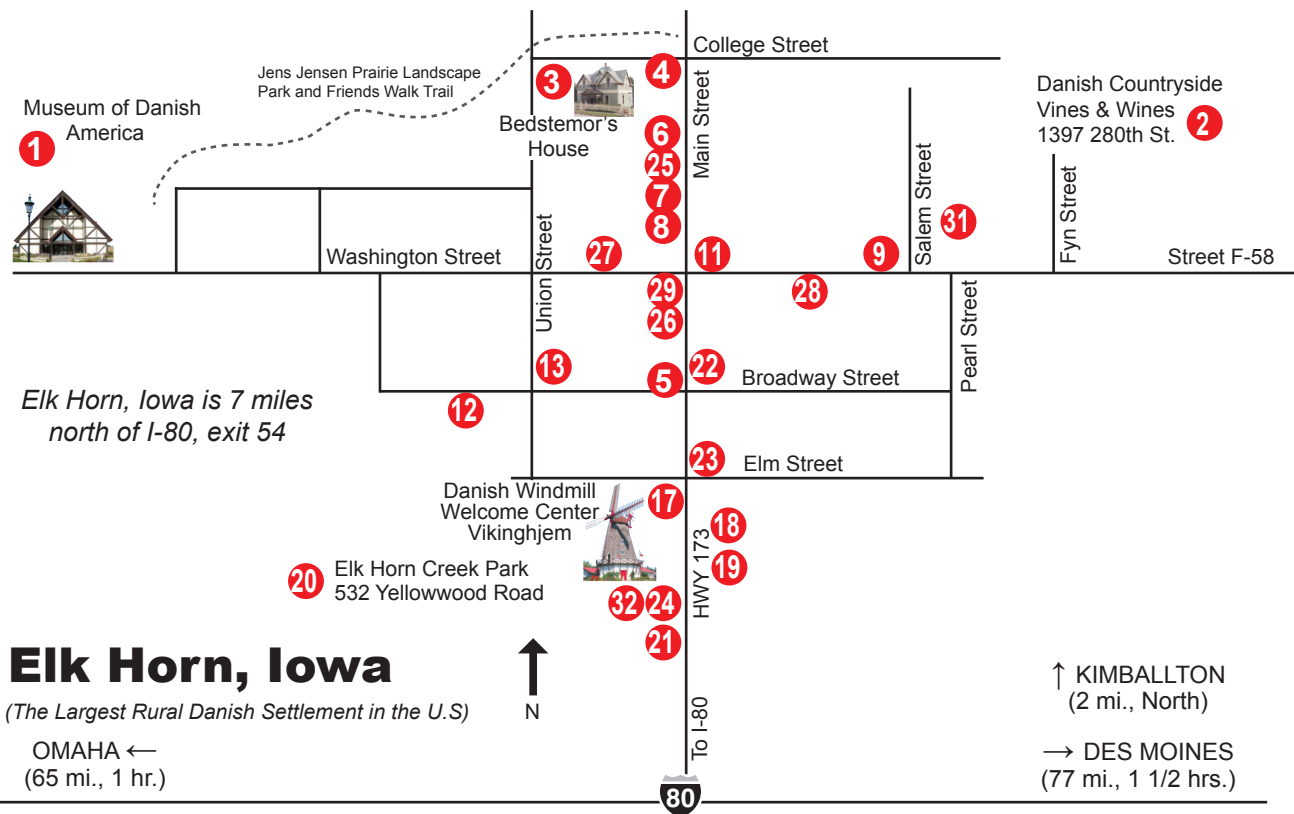 College Street
Jens Jensen Prairie Landscape
Park and Friends Walk Trail
Museum of Danish
America
1
3
Bedstemor's
House
4
6
25
7
8
Main Street
Danish Countryside
Vines & Wines
1397 280th St.
2
Salem Street
31
Fyn Street
Washington Street
Union Street
27
11
9
Street F-58
29
26
28
Pearl Street
13
5
22
Broadway Street
12
Elk Horn, Iowa is 7 miles
north of I-80, exit 54
23
Elm Street
Danish Windmill
Welcome Center
Vikinghjem
17
18
19
HWY 173
20
Elk Horn Creek Park
532 Yellowwood Road
32
24
21
Elk Horn, Iowa
(The Largest Rural Danish Settlement in the U.S)
N
To I-80
OMAHA ←
(65 mi., 1 hr.)
↑ KIMBALLTON
(2 mi., North)
→ DES MOINES
(77 mi., 1 1/2 hrs.)
80